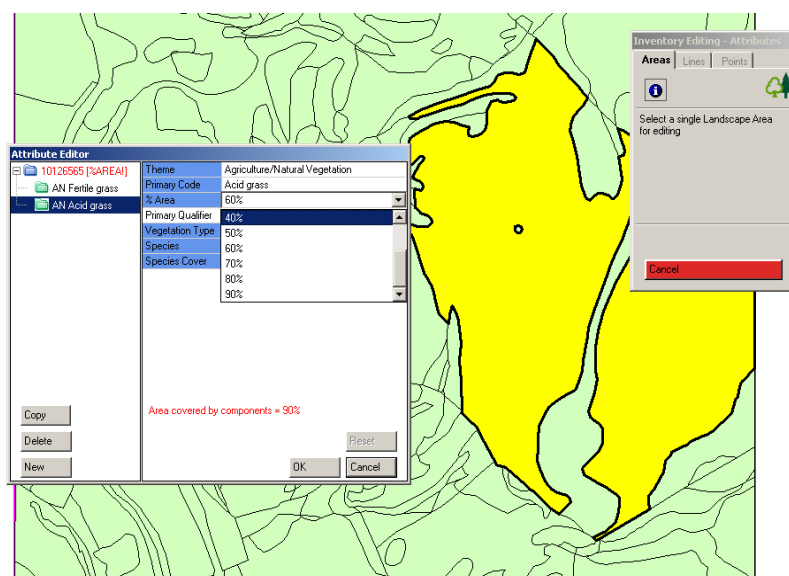 Inventory Editing - Attributes
Areas Lines Points
Select a single Landscape Area
for editing
Cancel
Attribute Editor
10126565 [%AREA!]
AN Fertile grass
AN Acid grass
Theme Agriculture/Natural Vegetation
Primary Code Acid grass
% Area 60%
Primary Qualifier 40%
Vegetation Type 50%
Species 60%
Species Cover 70%
80%
90%
Area covered by components = 90%
Copy
Delete Reset
New OK Cancel